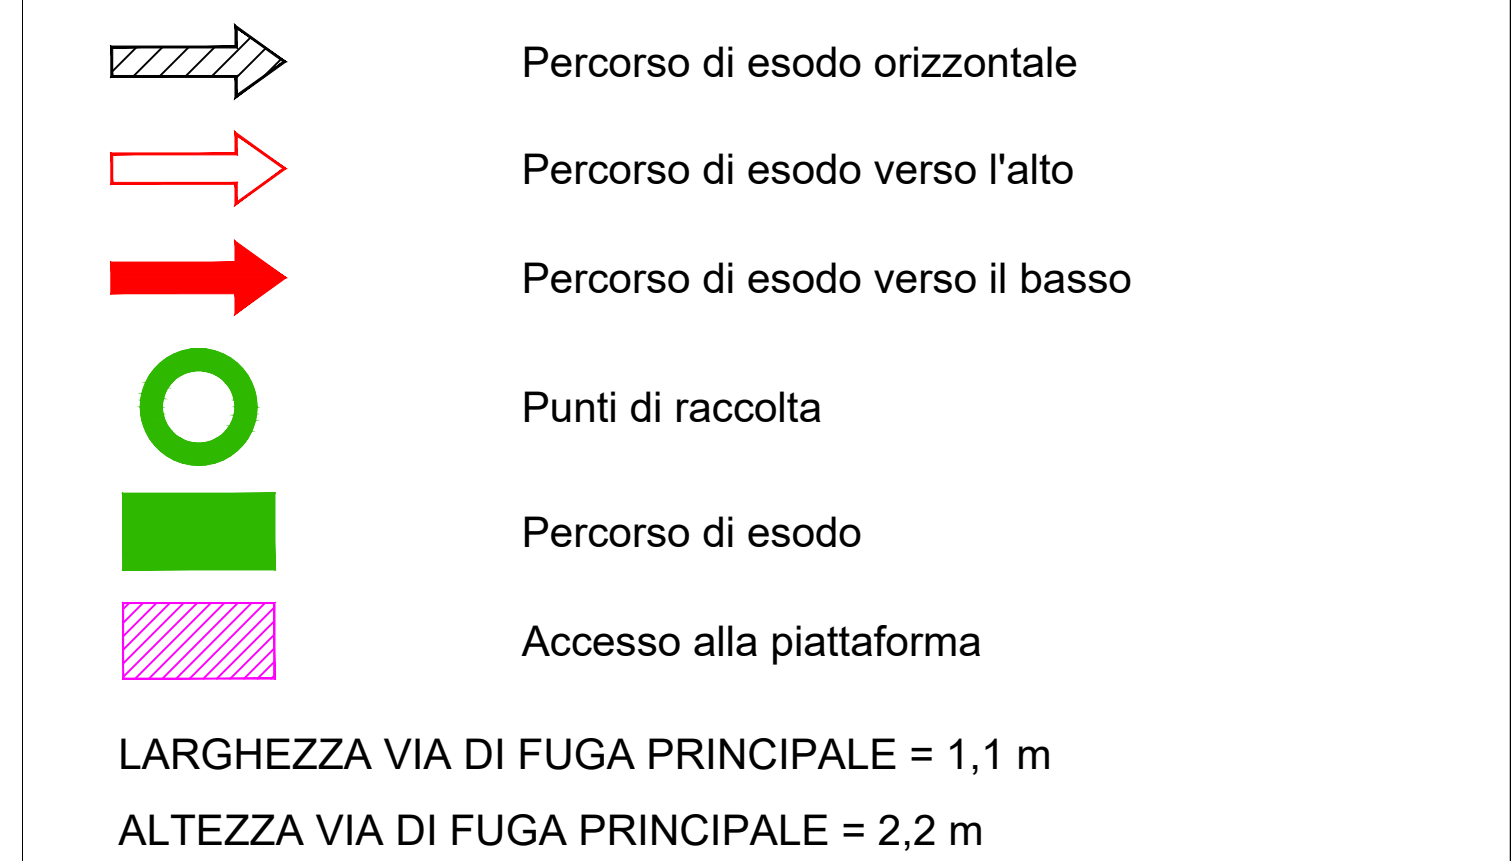 Percorso di esodo orizzontale
Percorso di esodo verso l'alto
Percorso di esodo verso il basso
Punti di raccolta
Percorso di esodo
Accesso alla piattaforma
LARGHEZZA VIA DI FUGA PRINCIPALE = 1,1 m
ALTEZZA VIA DI FUGA PRINCIPALE = 2,2 m